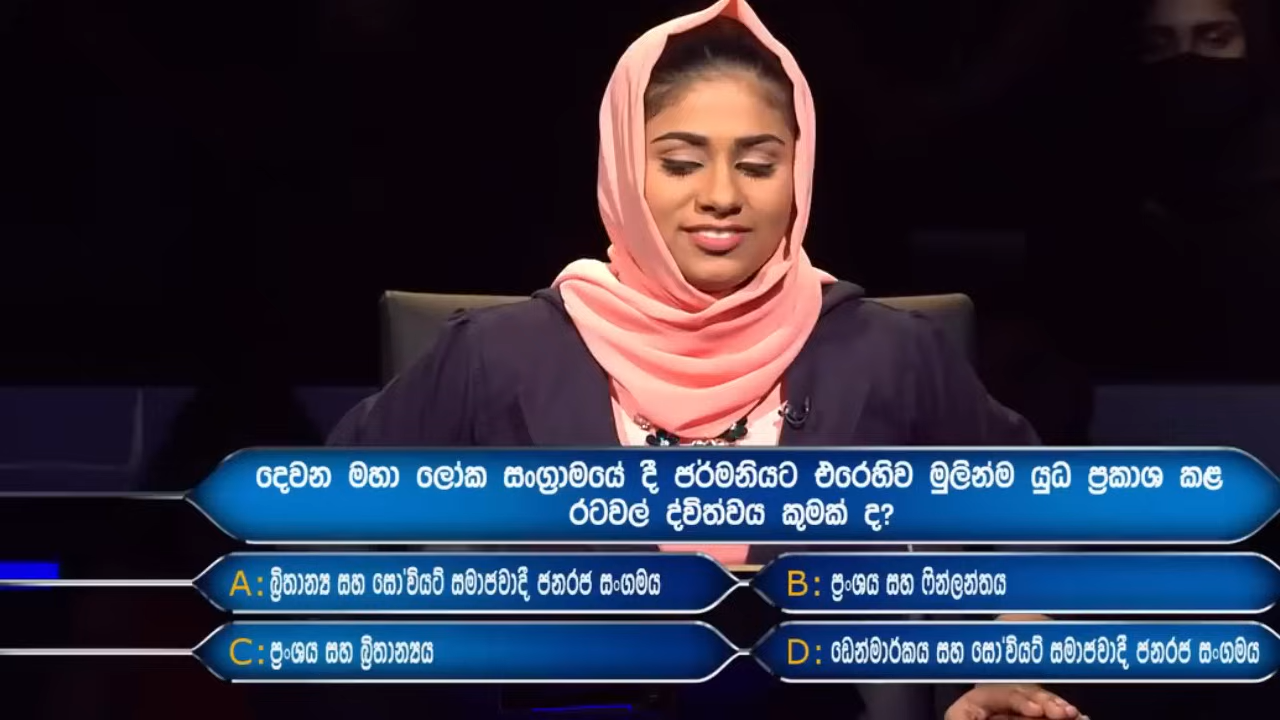 දෙවන මහා ලෝක සංග්‍රාමයේ දී ජර්මනියට එරෙහිව මුලින්ම යුධ ප්‍රකාශ කළ
රටවල් ද්විත්වය කුමක් ද?
A: බ්‍රිතාන්‍ය සහ සෝ'වියට් සමාජවාදී ජනරජ සංගමය
B: ප්‍රංශය සහ ෆින්ලන්තය
C: ප්‍රංශය සහ බ්‍රිතාන්‍යය
D: ඩෙන්මාර්කය සහ සෝ'වියට් සමාජවාදී ජනරජ සංගමය